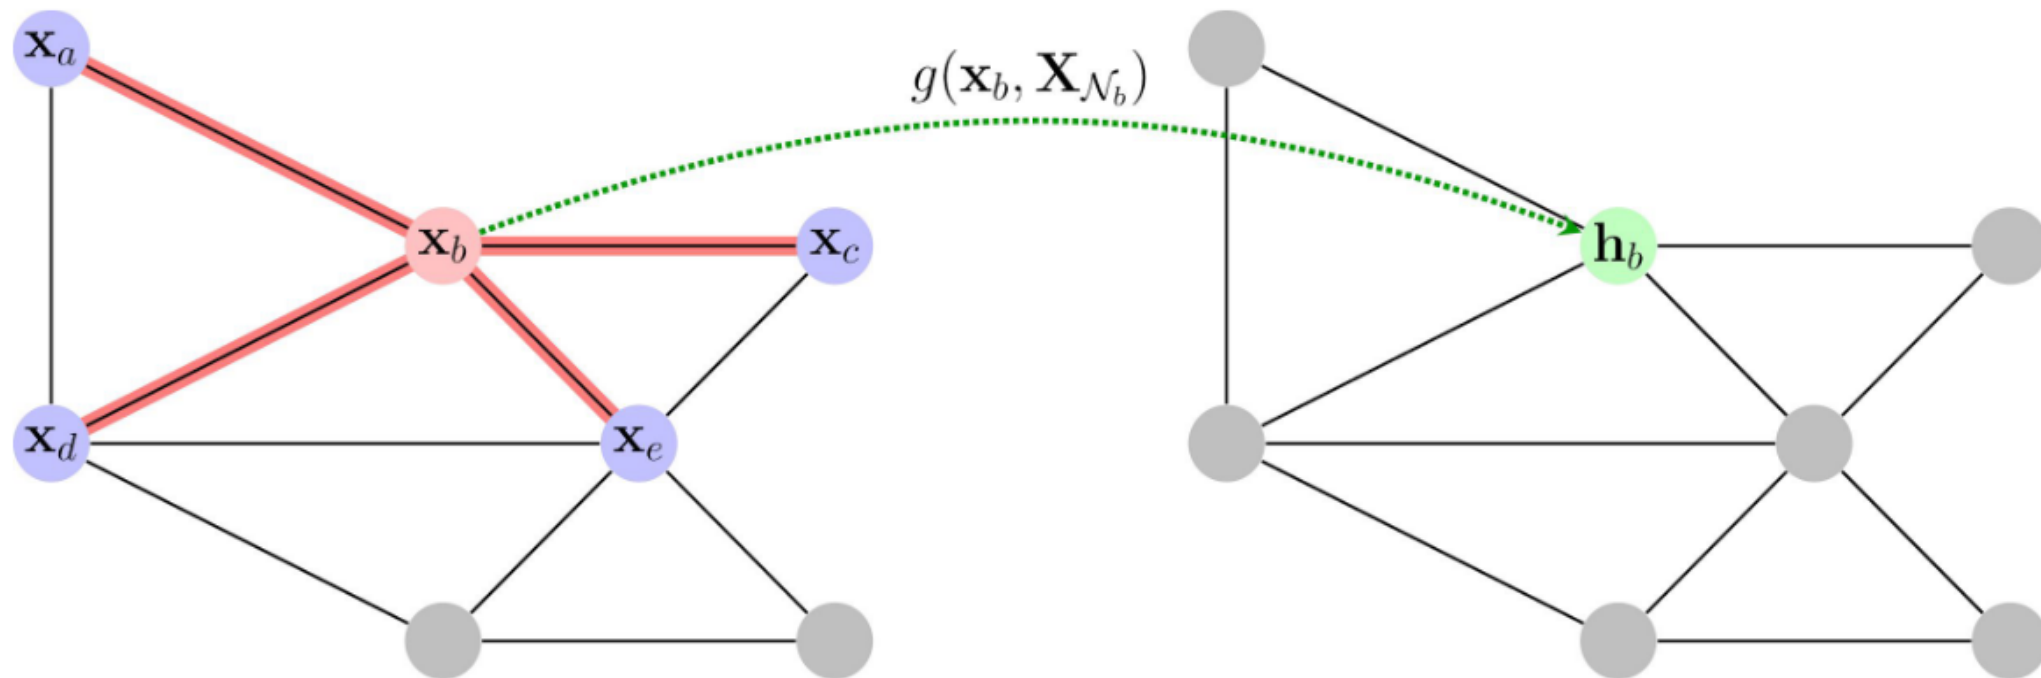 x_a
g(x_b, X_{𝒩_b})
x_b
x_c
h_b
x_d
x_e